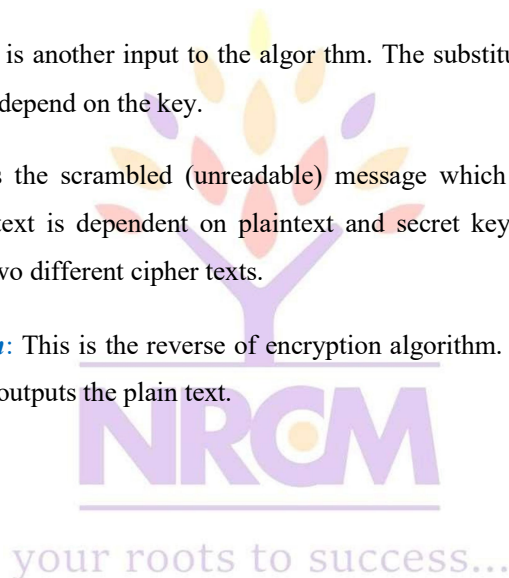 is another input to the algor thm. The substitu
depend on the key.
s the scrambled (unreadable) message which
text is dependent on plaintext and secret key
wo different cipher texts.
n: This is the reverse of encryption algorithm.
outputs the plain text.
NRCM
your roots to success...